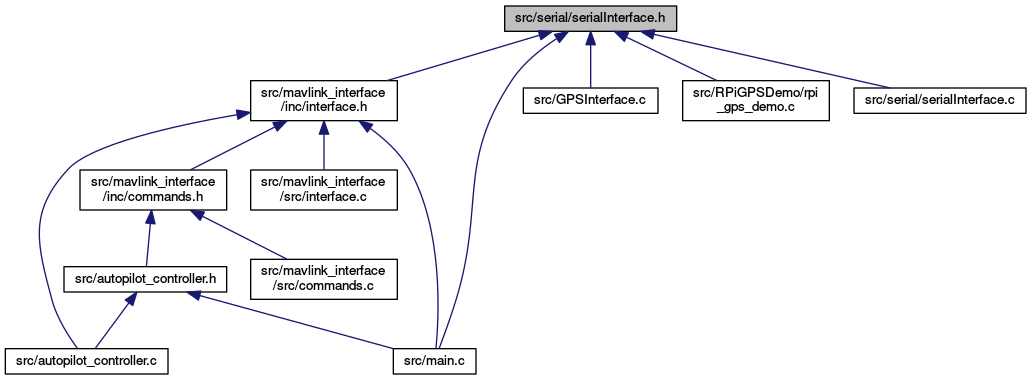 src/serial/serialInterface.h
src/mavlink_interface
/inc/interface.h
src/GPSInterface.c
src/RPiGPSDemo/rpi
_gps_demo.c
src/serial/serialInterface.c
src/mavlink_interface
/inc/commands.h
src/mavlink_interface
/src/interface.c
src/autopilot_controller.h
src/mavlink_interface
/src/commands.c
src/autopilot_controller.c
src/main.c